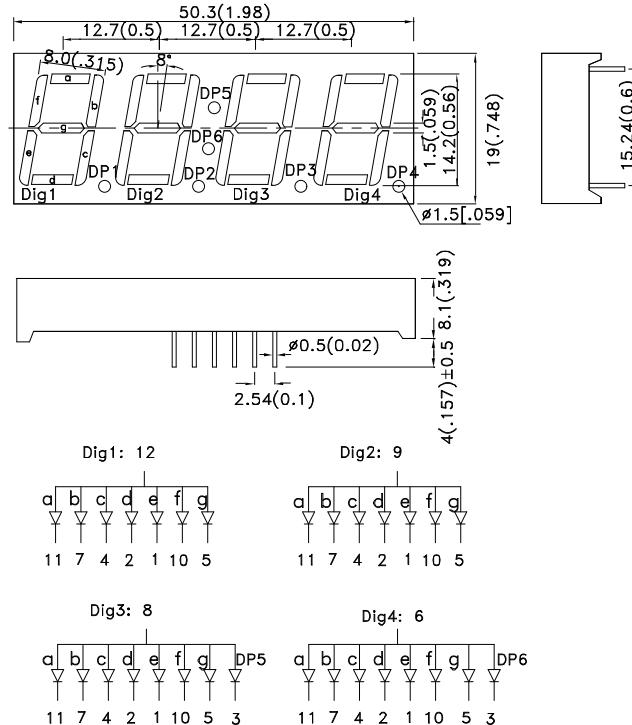 50.3(1.98)
12.7(0.5) 12.7(0.5) 12.7(0.5)
8.0(.315) 8°
a
f b
g
e c
d
DP5
DP6
DP1 DP2 DP3 DP4
Dig1 Dig2 Dig3 Dig4
1.5(.059)
14.2(0.56)
19(.748)
15.24(0.6)
ø1.5[.059]
8.1(.319)
ø0.5(0.02)
4(.157)±0.5
2.54(0.1)
Dig1: 12
a b c d e f g
11 7 4 2 1 10 5
Dig2: 9
a b c d e f g
11 7 4 2 1 10 5
Dig3: 8
a b c d e f g DP5
11 7 4 2 1 10 5 3
Dig4: 6
a b c d e f g DP6
11 7 4 2 1 10 5 3